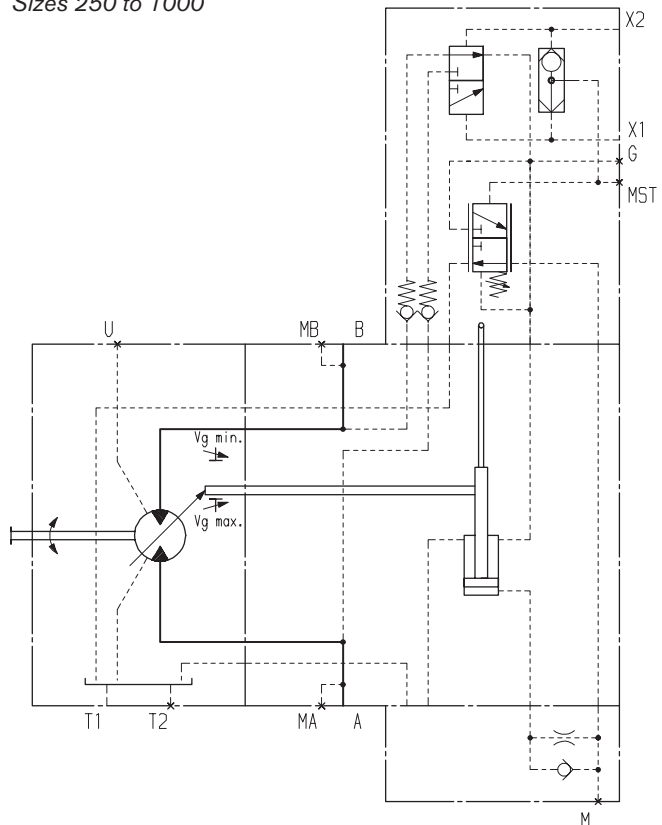 Sizes 250 to 1000
X2
X1
G
MST
U
MB
B
Vg min.
Vg max.
T1
T2
MA
A
M